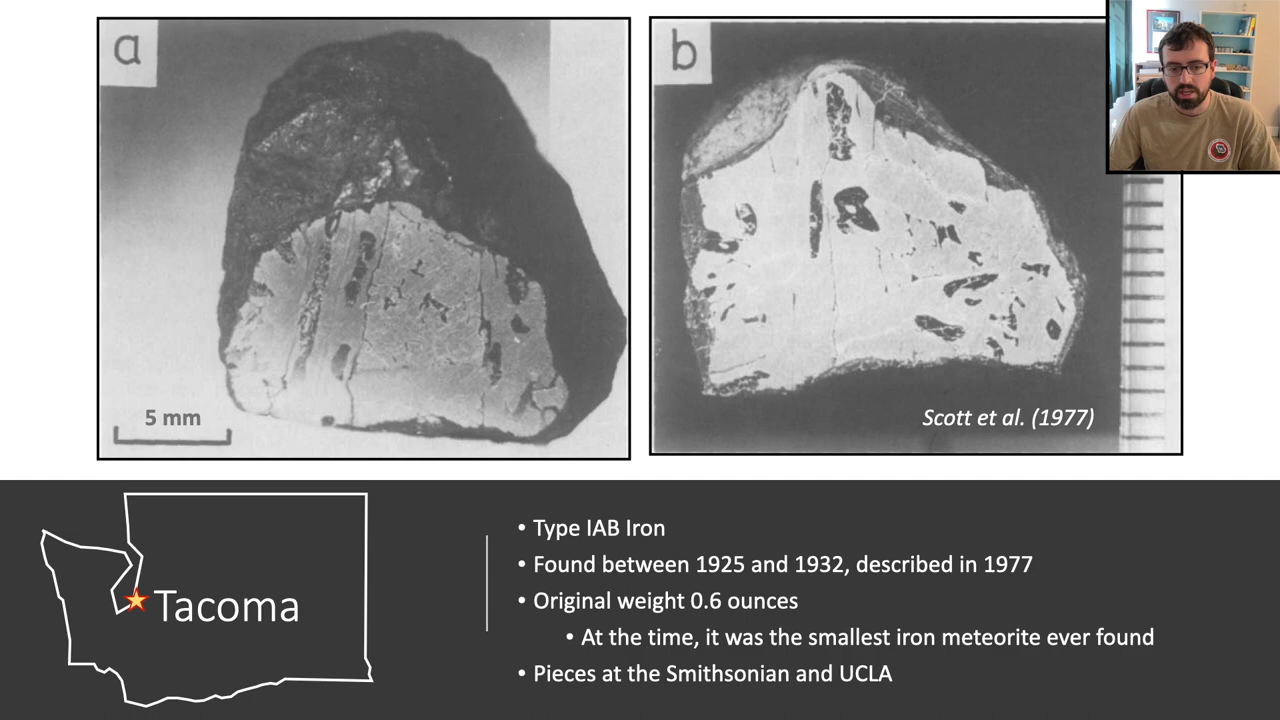 a
b
5 mm
Scott et al. (1977)
Tacoma
• Type IAB Iron
• Found between 1925 and 1932, described in 1977
• Original weight 0.6 ounces
• At the time, it was the smallest iron meteorite ever found
• Pieces at the Smithsonian and UCLA